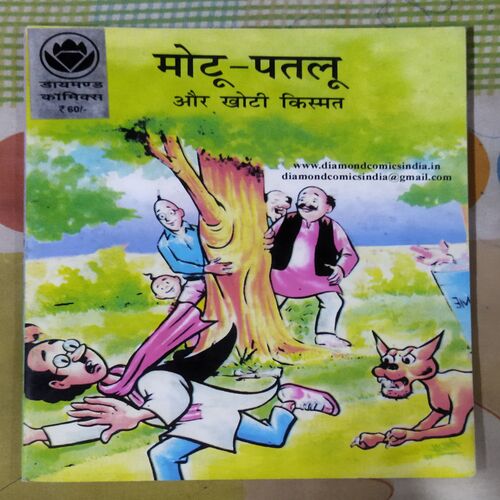 डायमण्ड
कॉमिक्स
₹ 60/-
मोटू-पतलू
और खोटी किस्मत
www.diamondcomicsindia.in
diamondcomicsindia@gmail.com